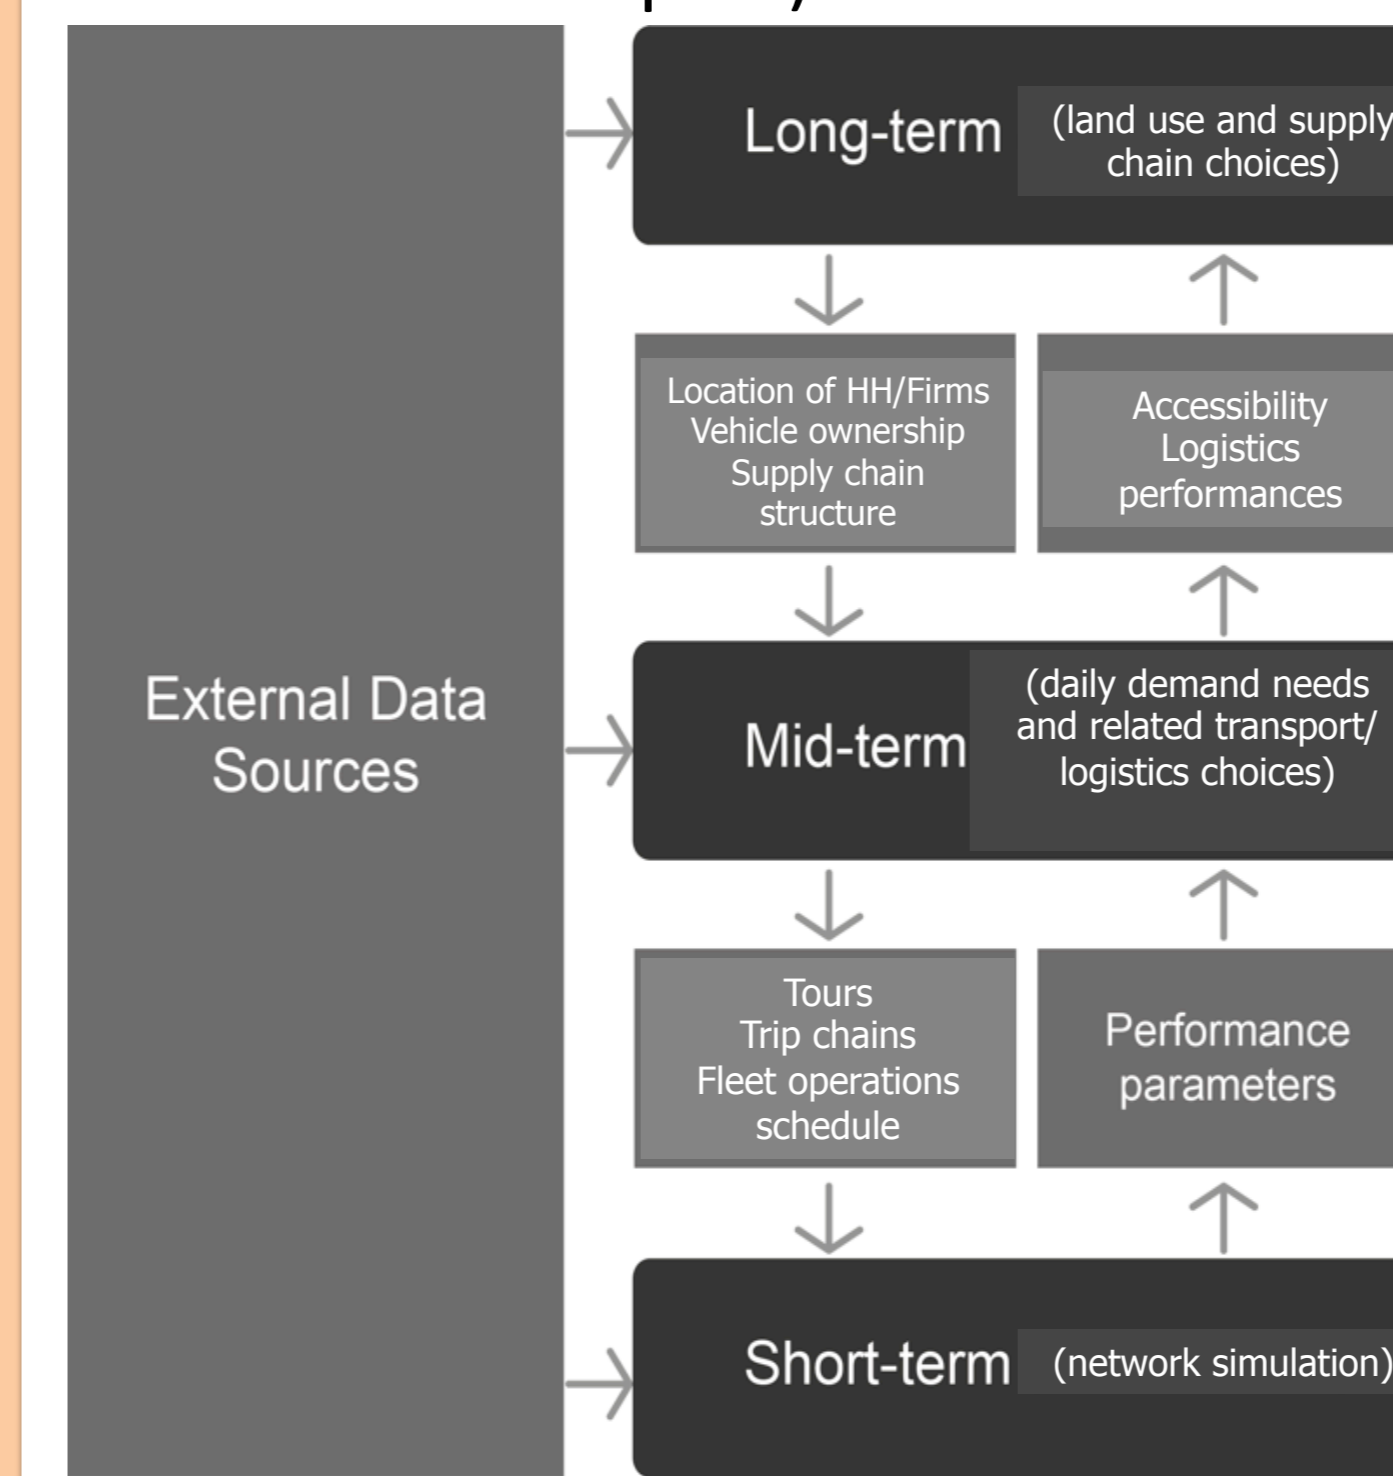 Long-term
(land use and supply
chain choices)
Location of HH/Firms
Vehicle ownership
Supply chain
structure
Accessibility
Logistics
performances
External Data
Sources
Mid-term
(daily demand needs
and related transport/
logistics choices)
Tours
Trip chains
Fleet operations
schedule
Performance
parameters
Short-term
(network simulation)